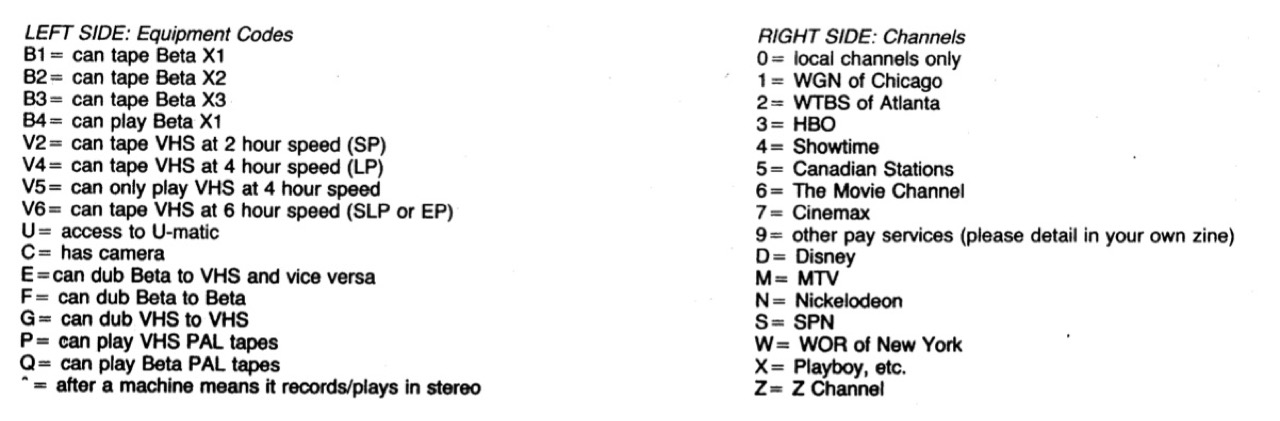 LEFT SIDE: Equipment Codes
B1= can tape Beta X1
B2= can tape Beta X2
B3= can tape Beta X3
B4= can play Beta X1
V2= can tape VHS at 2 hour speed (SP)
V4= can tape VHS at 4 hour speed (LP)
V5= can only play VHS at 4 hour speed
V6= can tape VHS at 6 hour speed (SLP or EP)
U= access to U-matic
C= has camera
E=can dub Beta to VHS and vice versa
F= can dub Beta to Beta
G= can dub VHS to VHS
P= can play VHS PAL tapes
Q= can play Beta PAL tapes
^= after a machine means it records/plays in stereo
RIGHT SIDE: Channels
0= local channels only
1= WGN of Chicago
2= WTBS of Atlanta
3= HBO
4= Showtime
5= Canadian Stations
6= The Movie Channel
7= Cinemax
9= other pay services (please detail in your own zine)
D= Disney
M= MTV
N= Nickelodeon
S= SPN
W= WOR of New York
X= Playboy, etc.
Z= Z Channel